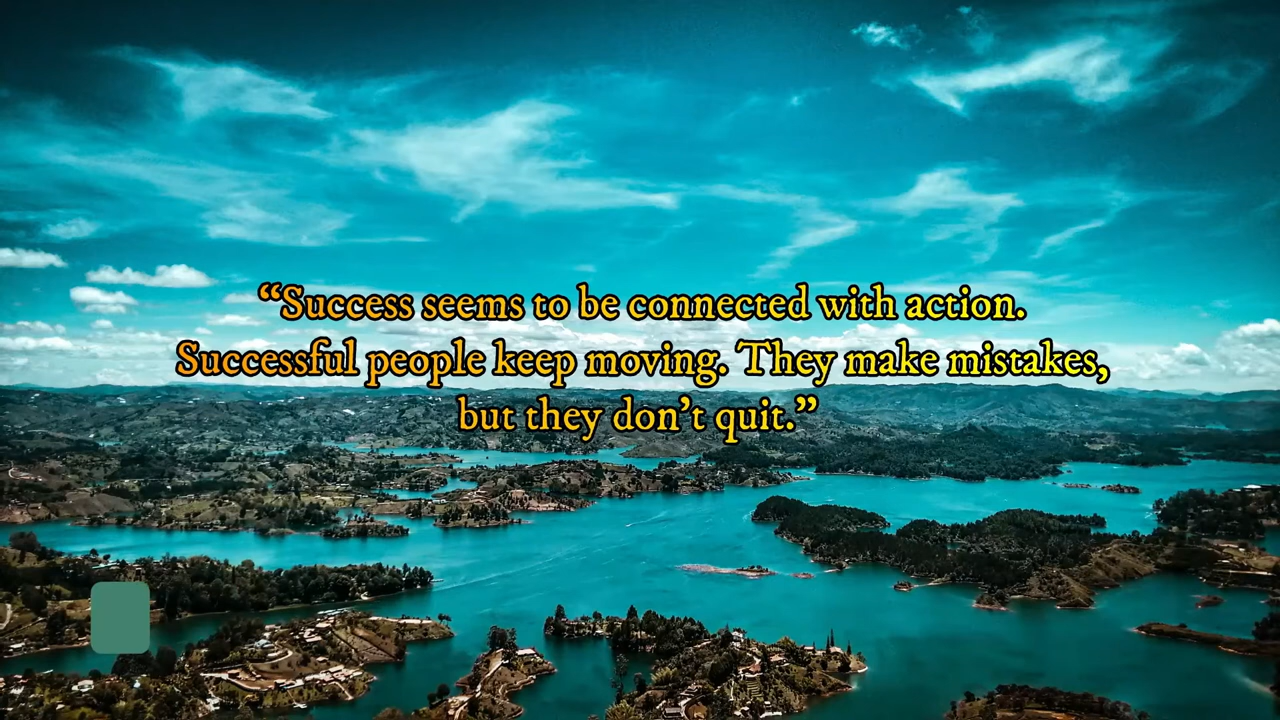 “Success seems to be connected with action.
Successful people keep moving. They make mistakes,
but they don’t quit.”